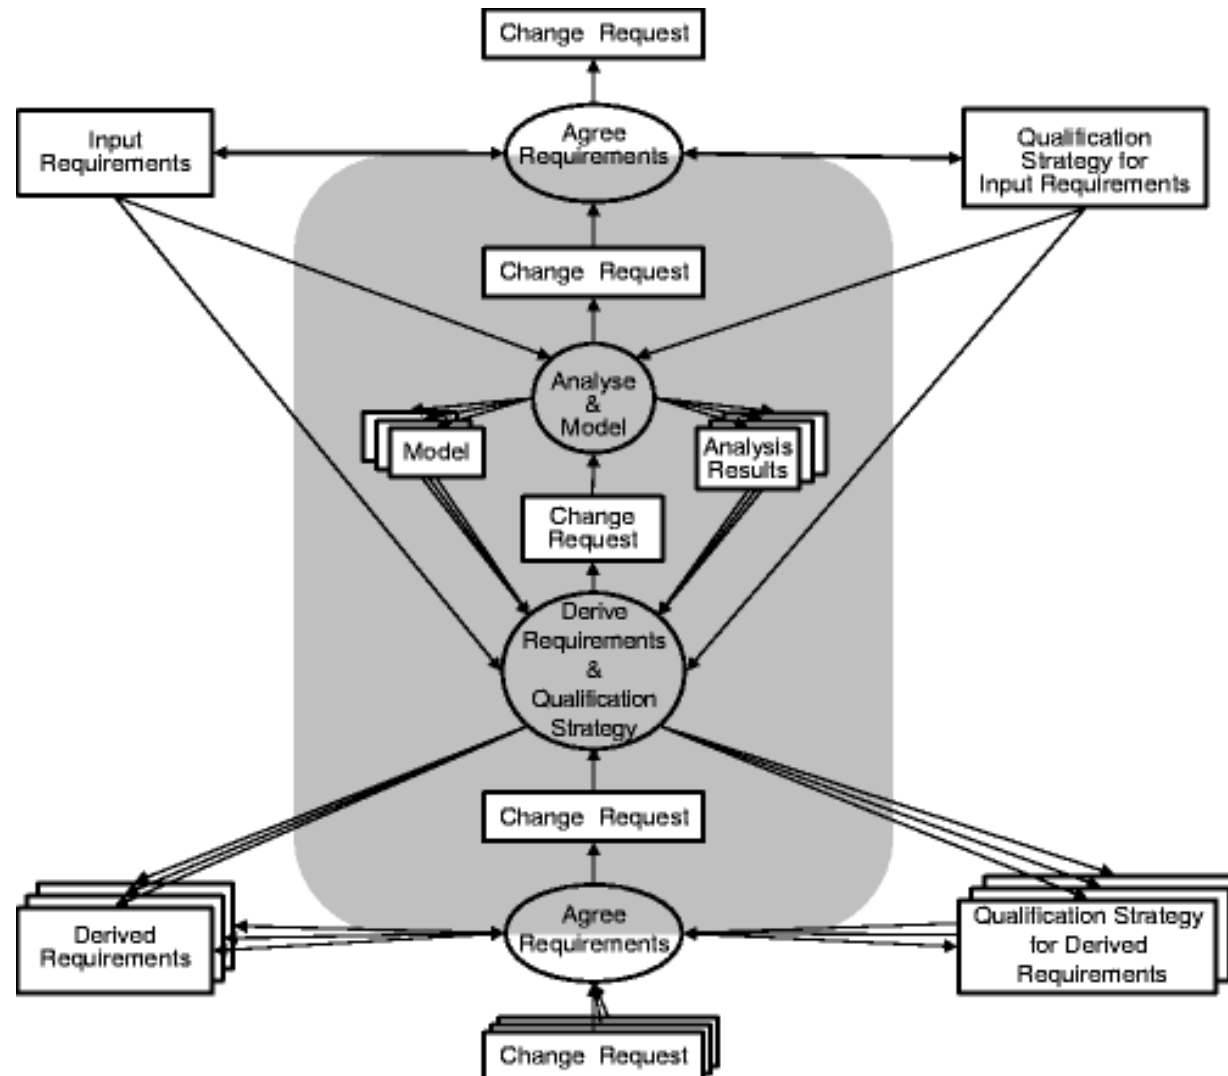 Change Request
Agree
Requirements
Input
Requirements
Qualification
Strategy for
Input Requirements
Change Request
Analyse
&
Model
Model
Analysis
Results
Change
Request
Derive
Requirements
&
Qualification
Strategy
Change Request
Agree
Requirements
Derived
Requirements
Qualification Strategy
for Derived
Requirements
Change Request